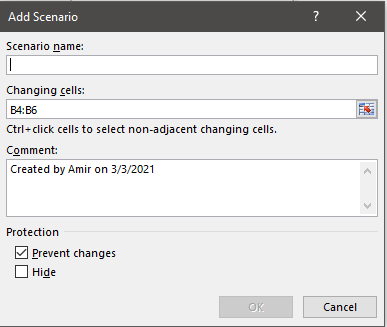 Add Scenario ?
Scenario name:
Changing cells:
B4:B6
Ctrl+click cells to select non-adjacent changing cells.
Comment:
Created by Amir on 3/3/2021
Protection
Prevent changes
Hide
OK Cancel